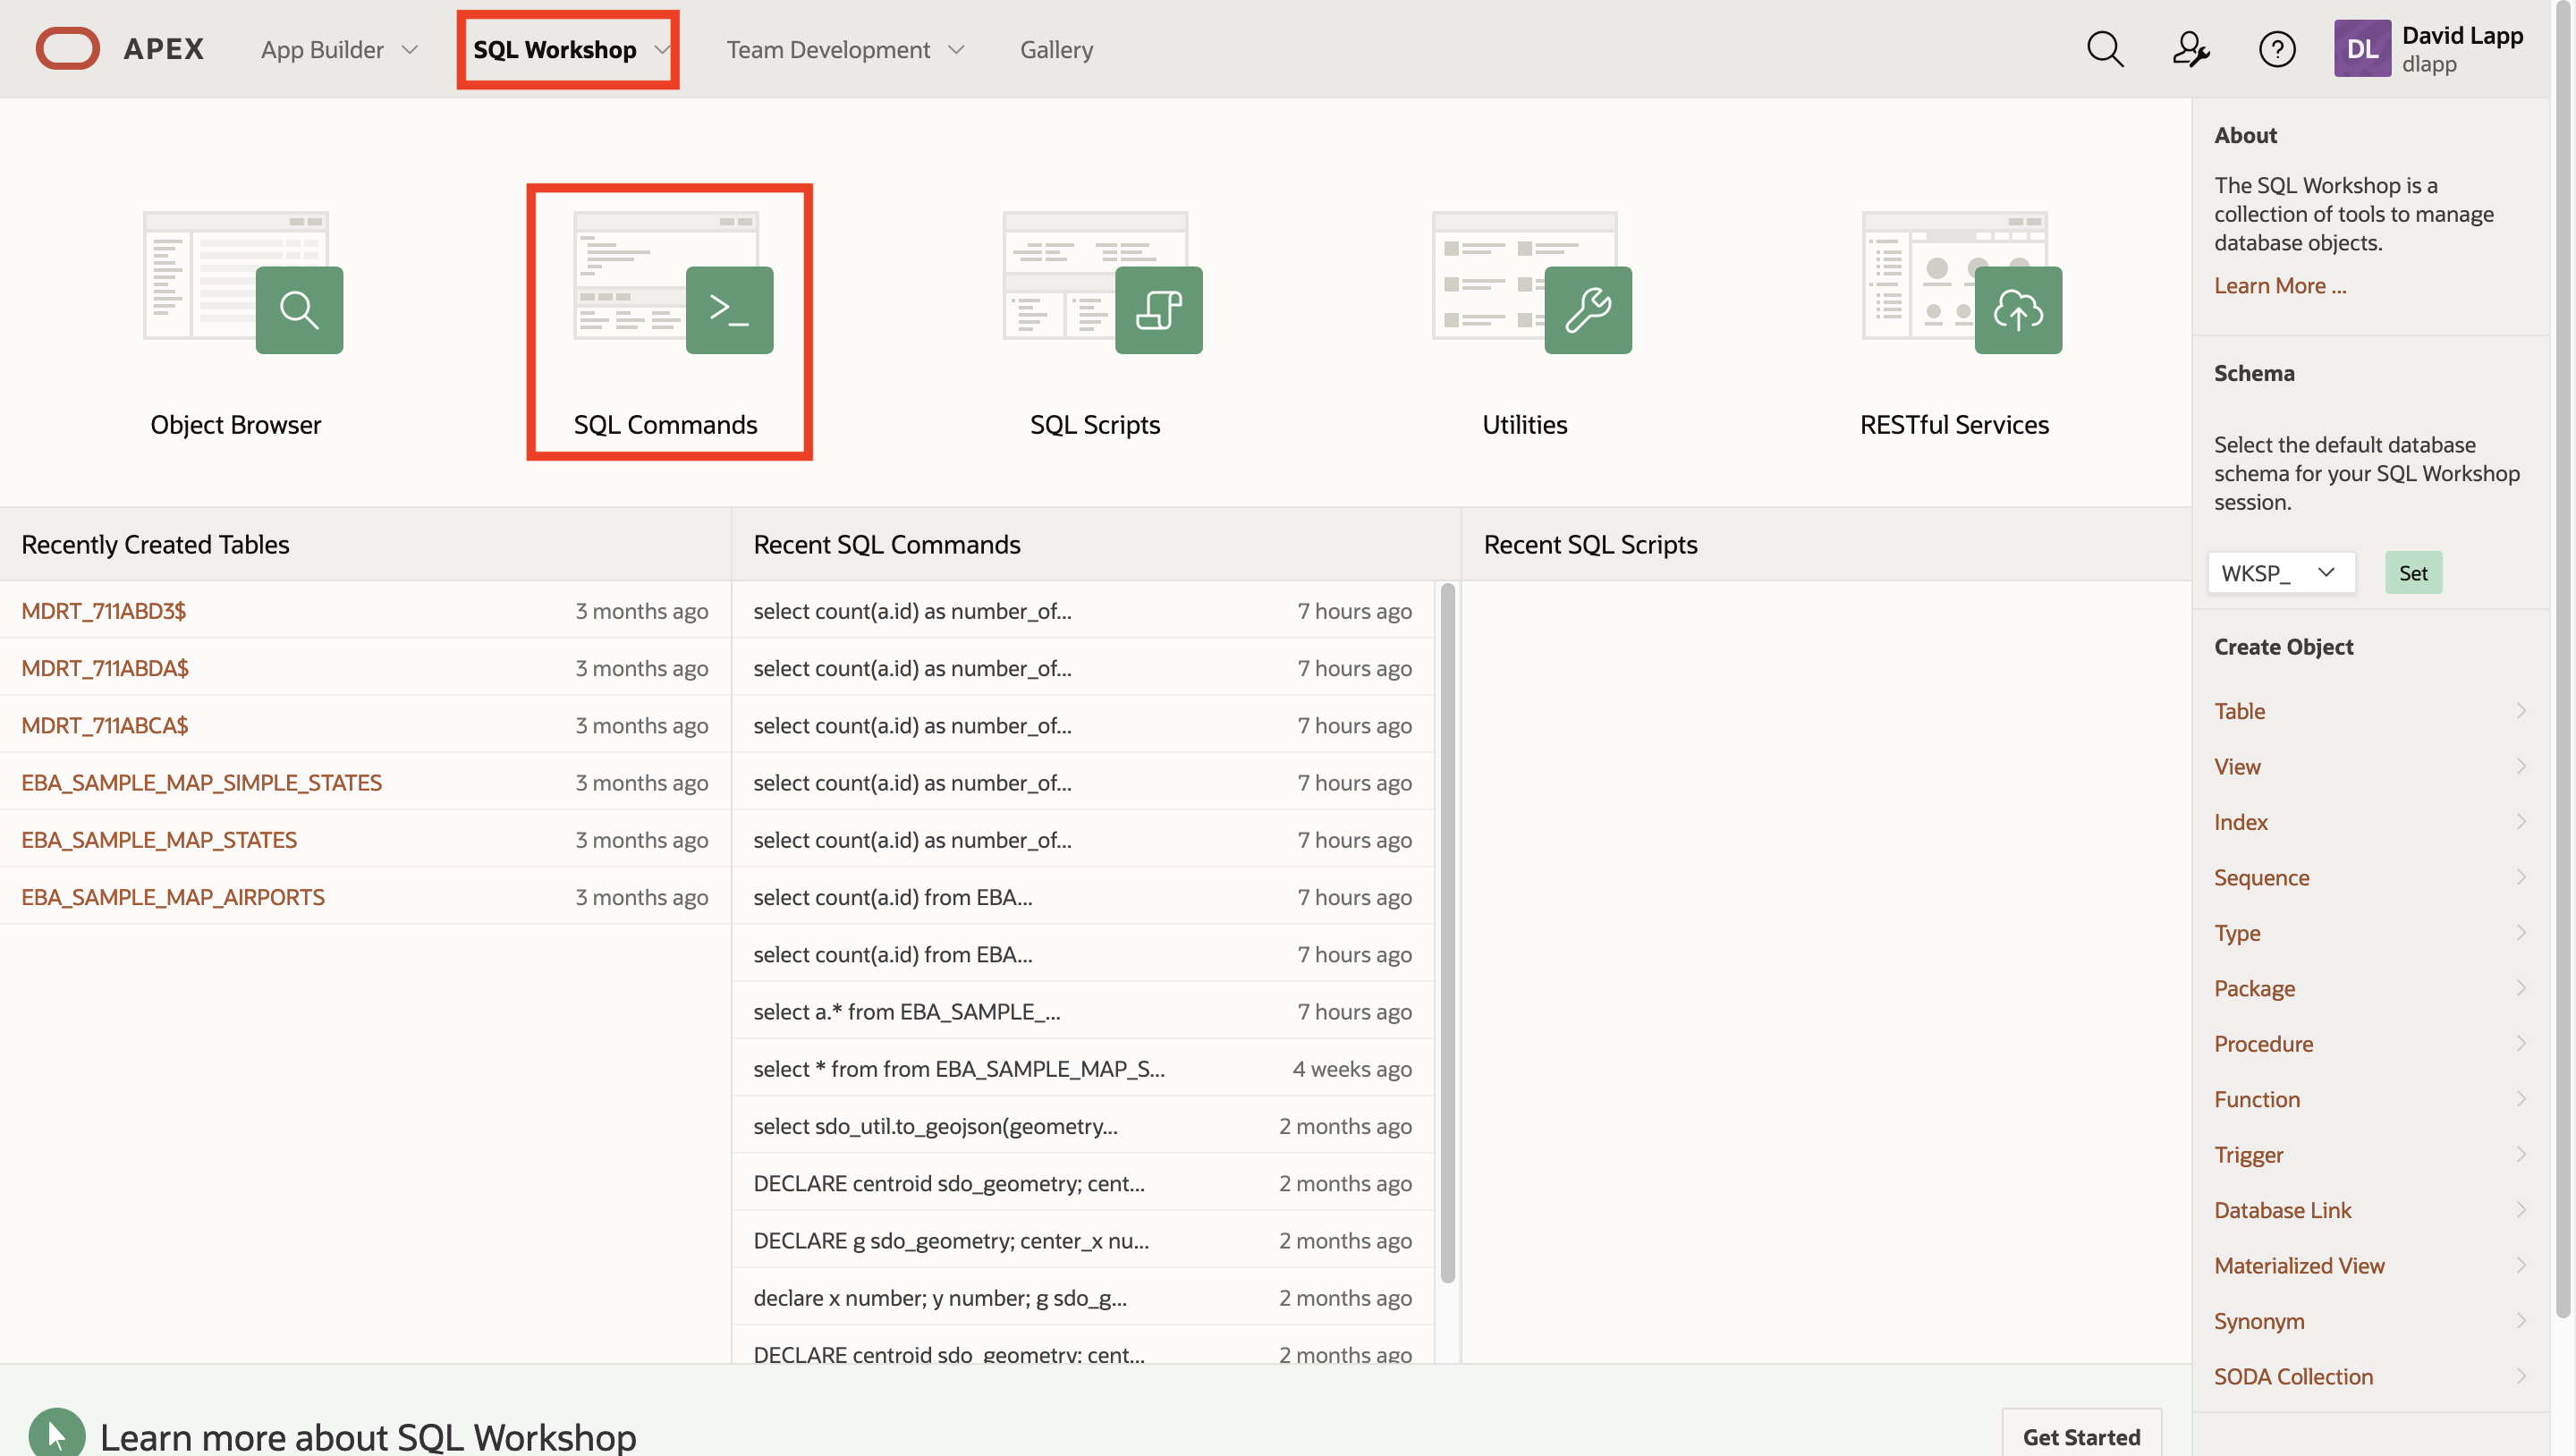 APEX
App Builder
SQL Workshop
Team Development
Gallery
DL
David Lapp
dlapp
Object Browser
SQL Commands
SQL Scripts
Utilities
RESTful Services
Recently Created Tables
MDRT_711ABD3$ 3 months ago
MDRT_711ABDA$ 3 months ago
MDRT_711ABCA$ 3 months ago
EBA_SAMPLE_MAP_SIMPLE_STATES 3 months ago
EBA_SAMPLE_MAP_STATES 3 months ago
EBA_SAMPLE_MAP_AIRPORTS 3 months ago
Recent SQL Commands
select count(a.id) as number_of... 7 hours ago
select count(a.id) as number_of... 7 hours ago
select count(a.id) as number_of... 7 hours ago
select count(a.id) as number_of... 7 hours ago
select count(a.id) as number_of... 7 hours ago
select count(a.id) from EBA... 7 hours ago
select count(a.id) from EBA... 7 hours ago
select a.* from EBA_SAMPLE_... 7 hours ago
select * from from EBA_SAMPLE_MAP_S... 4 weeks ago
select sdo_util.to_geojson(geometry... 2 months ago
DECLARE centroid sdo_geometry; cent... 2 months ago
DECLARE g sdo_geometry; center_x nu... 2 months ago
declare x number; y number; g sdo_g... 2 months ago
DECLARE centroid sdo_geometry; cent... 2 months ago
Recent SQL Scripts
About
The SQL Workshop is a
collection of tools to manage
database objects.
Learn More ...
Schema
Select the default database
schema for your SQL Workshop
session.
WKSP_
Set
Create Object
Table
View
Index
Sequence
Type
Package
Procedure
Function
Trigger
Database Link
Materialized View
Synonym
SODA Collection
Learn more about SQL Workshop
Get Started